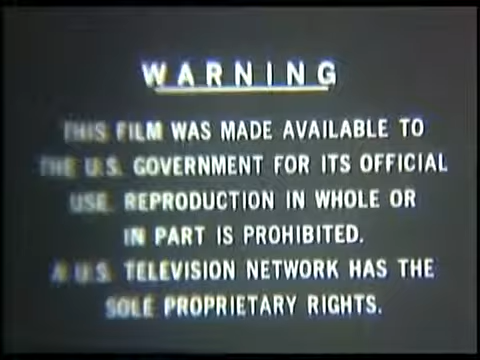 WARNING
THIS FILM WAS MADE AVAILABLE TO
THE U.S. GOVERNMENT FOR ITS OFFICIAL
USE. REPRODUCTION IN WHOLE OR
IN PART IS PROHIBITED.
A U.S. TELEVISION NETWORK HAS THE
SOLE PROPRIETARY RIGHTS.